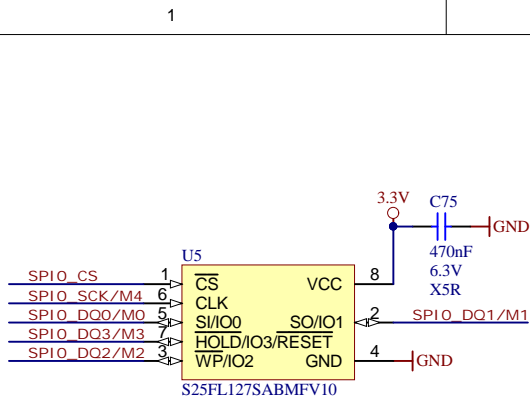 1
3.3V
C75
GND
470nF
6.3V
X5R
U5
SPI0_CS 1 CS VCC 8
SPI0_SCK/M4 6 CLK
SPI0_DQ0/M0 5 SI/IO0 SO/IO1 2 SPI0_DQ1/M1
SPI0_DQ3/M3 7 HOLD/IO3/RESET
SPI0_DQ2/M2 3 WP/IO2 GND 4 GND
S25FL127SABMFV10